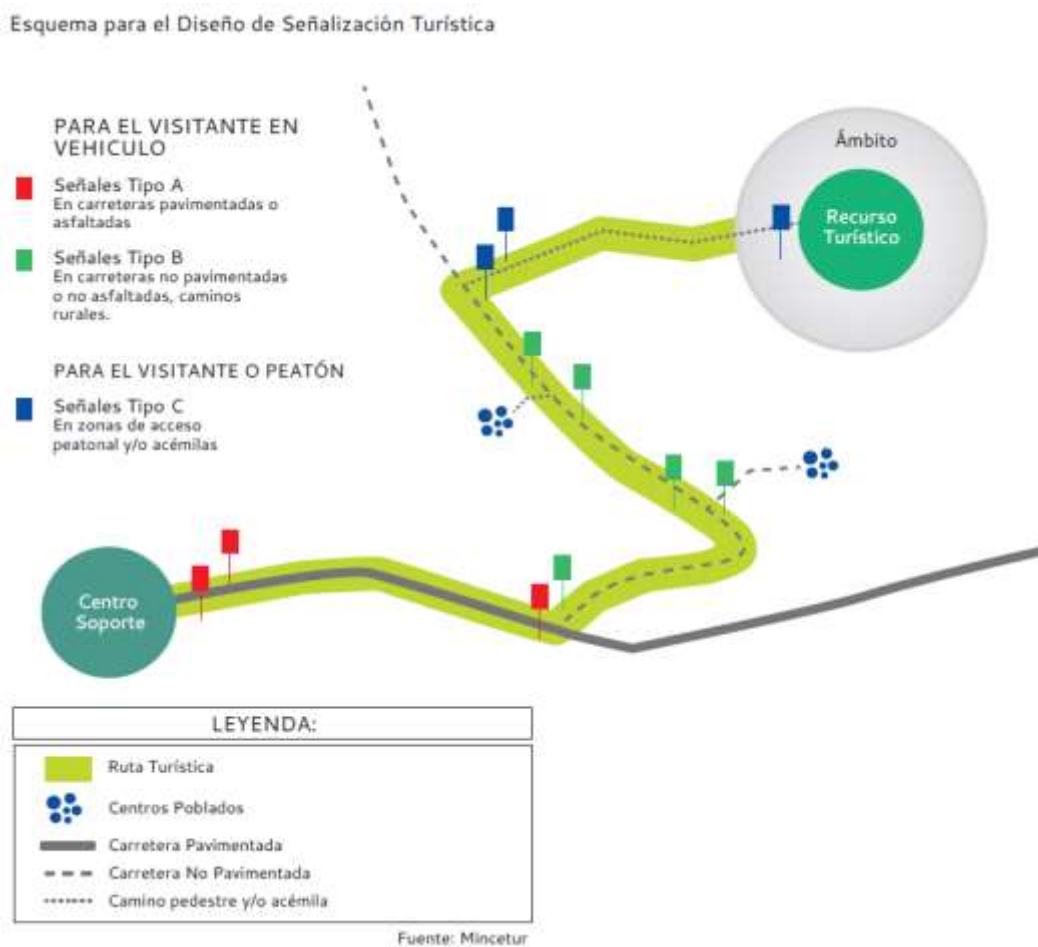 Esquema para el Diseño de Señalización Turística
PARA EL VISITANTE EN
VEHICULO
Señales Tipo A
En carreteras pavimentadas o
asfaltadas
Señales Tipo B
En carreteras no pavimentadas
o no asfaltadas, caminos
rurales.
PARA EL VISITANTE O PEATÓN
Señales Tipo C
En zonas de acceso
peatonal y/o acémilas
Ámbito
Recurso
Turístico
Centro
Soporte
LEYENDA:
Ruta Turística
Centros Poblados
Carretera Pavimentada
Carretera No Pavimentada
Camino pedestre y/o acémila
Fuente: Mincetur